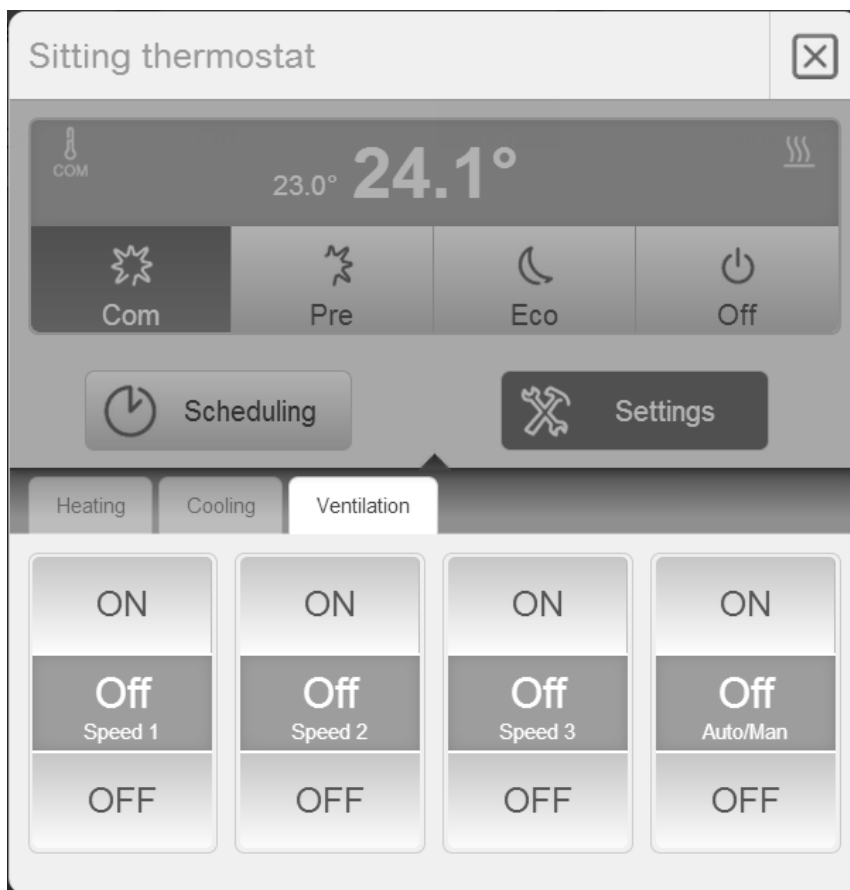 Sitting thermostat
COM
23.0° 24.1°
Com Pre Eco Off
Scheduling Settings
Heating Cooling Ventilation
ON ON ON ON
Off Off Off Off
Speed 1 Speed 2 Speed 3 Auto/Man
OFF OFF OFF OFF